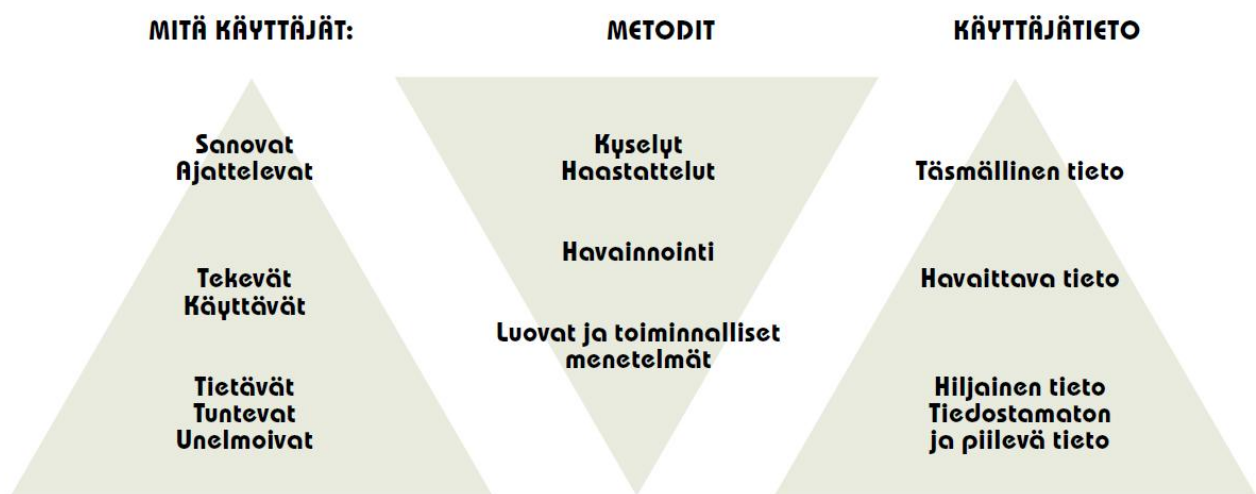 MITÄ KÄYTTÄJÄT:
Sanovat
Ajattelevat
Tekevät
Käyttävät
Tietävät
Tuntevat
Unelmoivat
METODIT
Kyselyt
Haastattelut
Havainnointi
Luovat ja toiminnalliset
menetelmät
KÄYTTÄJÄTIETO
Täsmällinen tieto
Havaittava tieto
Hiljainen tieto
Tiedostamaton
ja piilevä tieto